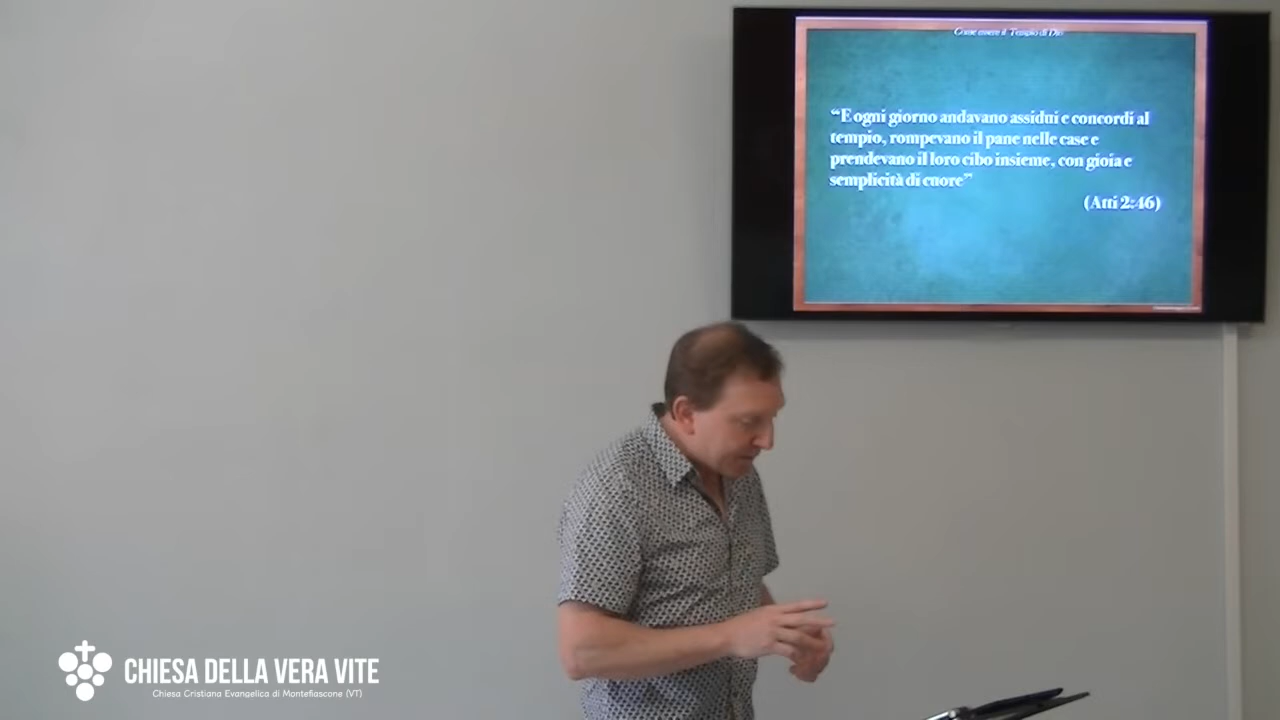 Come essere il Tempio di Dio
“E ogni giorno andavano assidui e concordi al
tempio, rompevano il pane nelle case e
prendevano il loro cibo insieme, con gioia e
semplicità di cuore”
(Atti 2:46)
CHIESA DELLA VERA VITE
Chiesa Cristiana Evangelica di Montefiascone (VT)